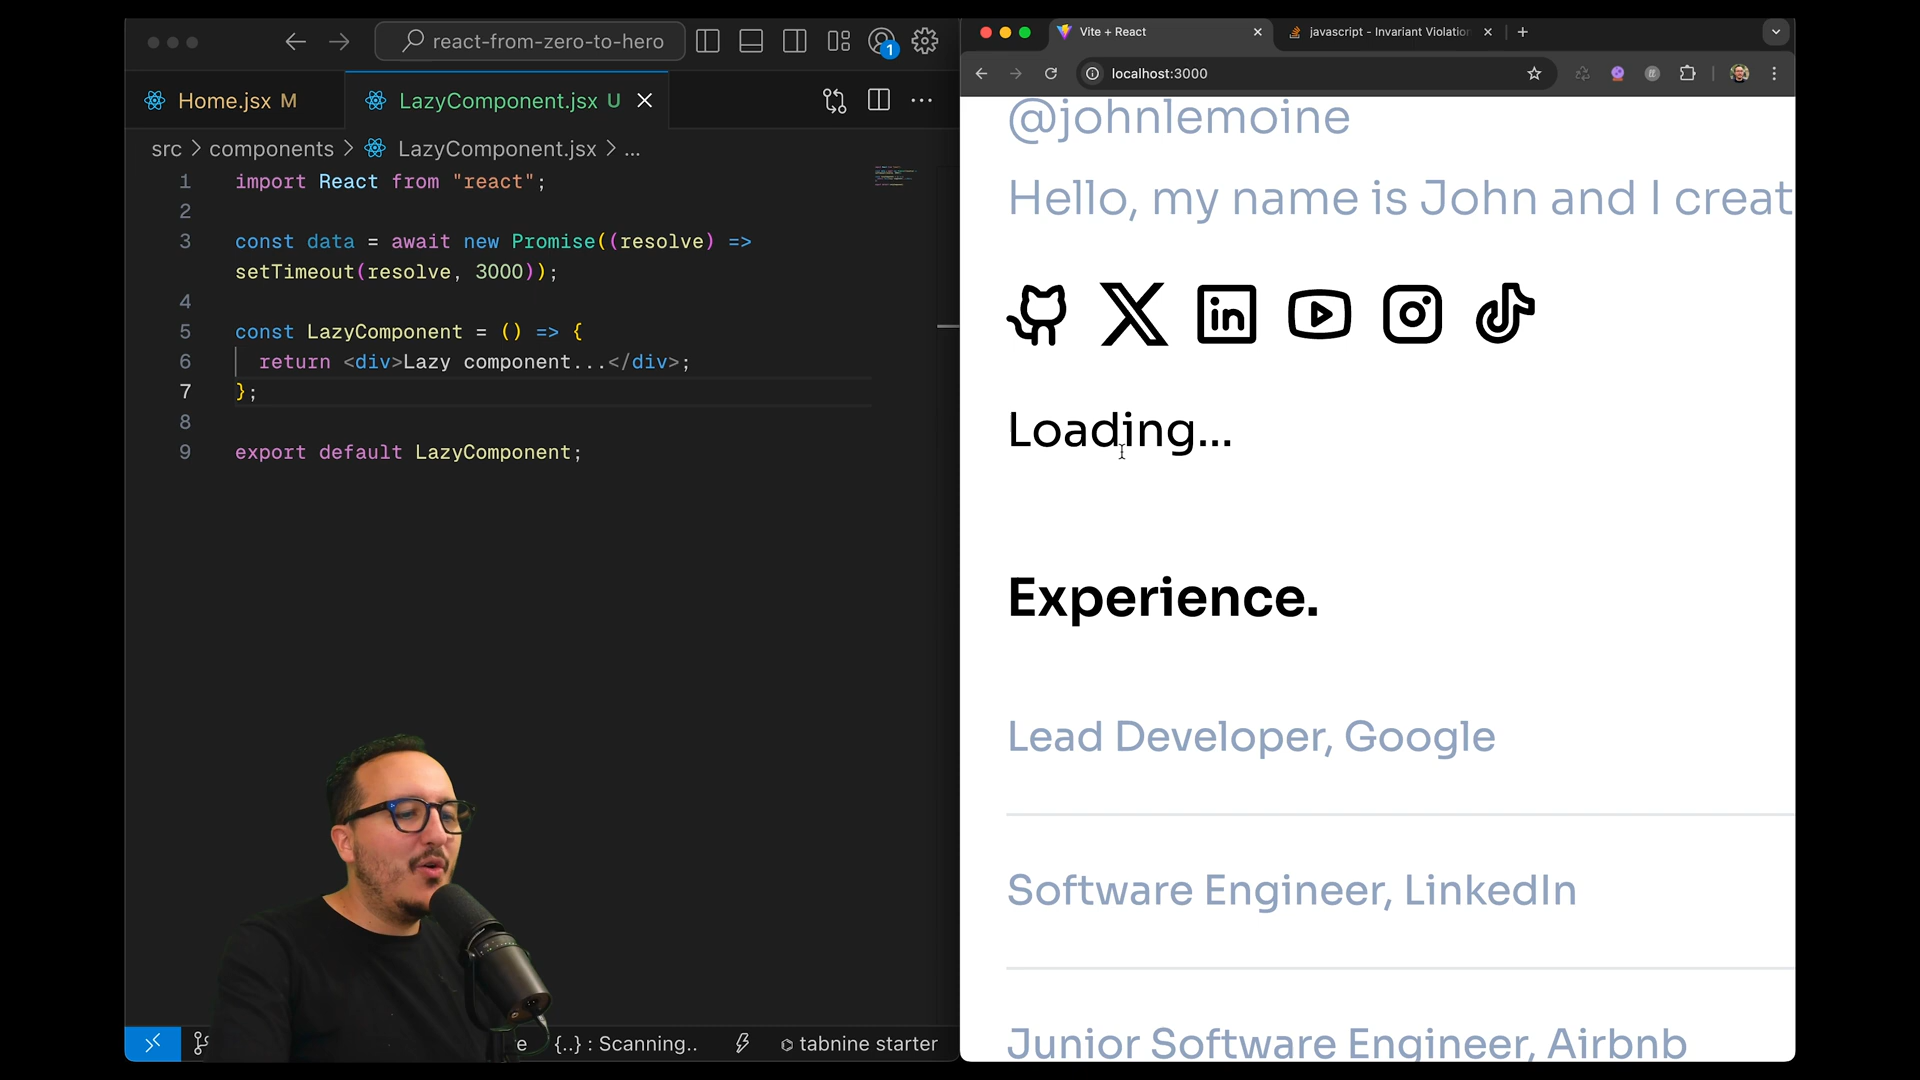 react-from-zero-to-hero
1
Home.jsx M
LazyComponent.jsx U
src > components > LazyComponent.jsx > ...
1 import React from "react";
2
3 const data = await new Promise((resolve) =>
setTimeout(resolve, 3000));
4
5 const LazyComponent = () => {
6 return <div>Lazy component...</div>;
7 };
8
9 export default LazyComponent;
e {..} : Scanning.. tabnine starter
Vite + React
javascript - Invariant Violatio
localhost:3000
@johnlemoine
Hello, my name is John and I creat
in
Loading...
Experience.
Lead Developer, Google
Software Engineer, LinkedIn
Junior Software Engineer, Airbnb